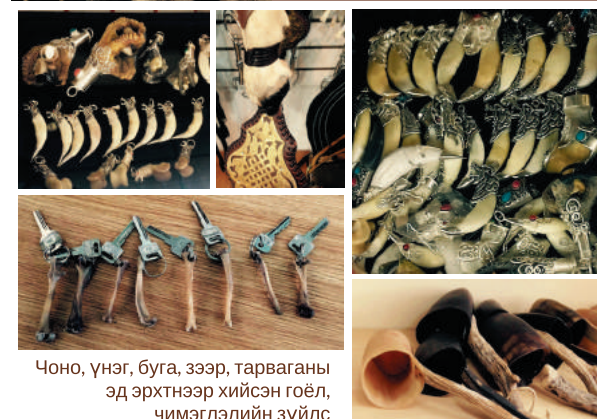 Чоно, үнэг, буга, зээр, тарваганы
эд эрхтнээр хийсэн гоёл,
чимэглэлийн зүйлс